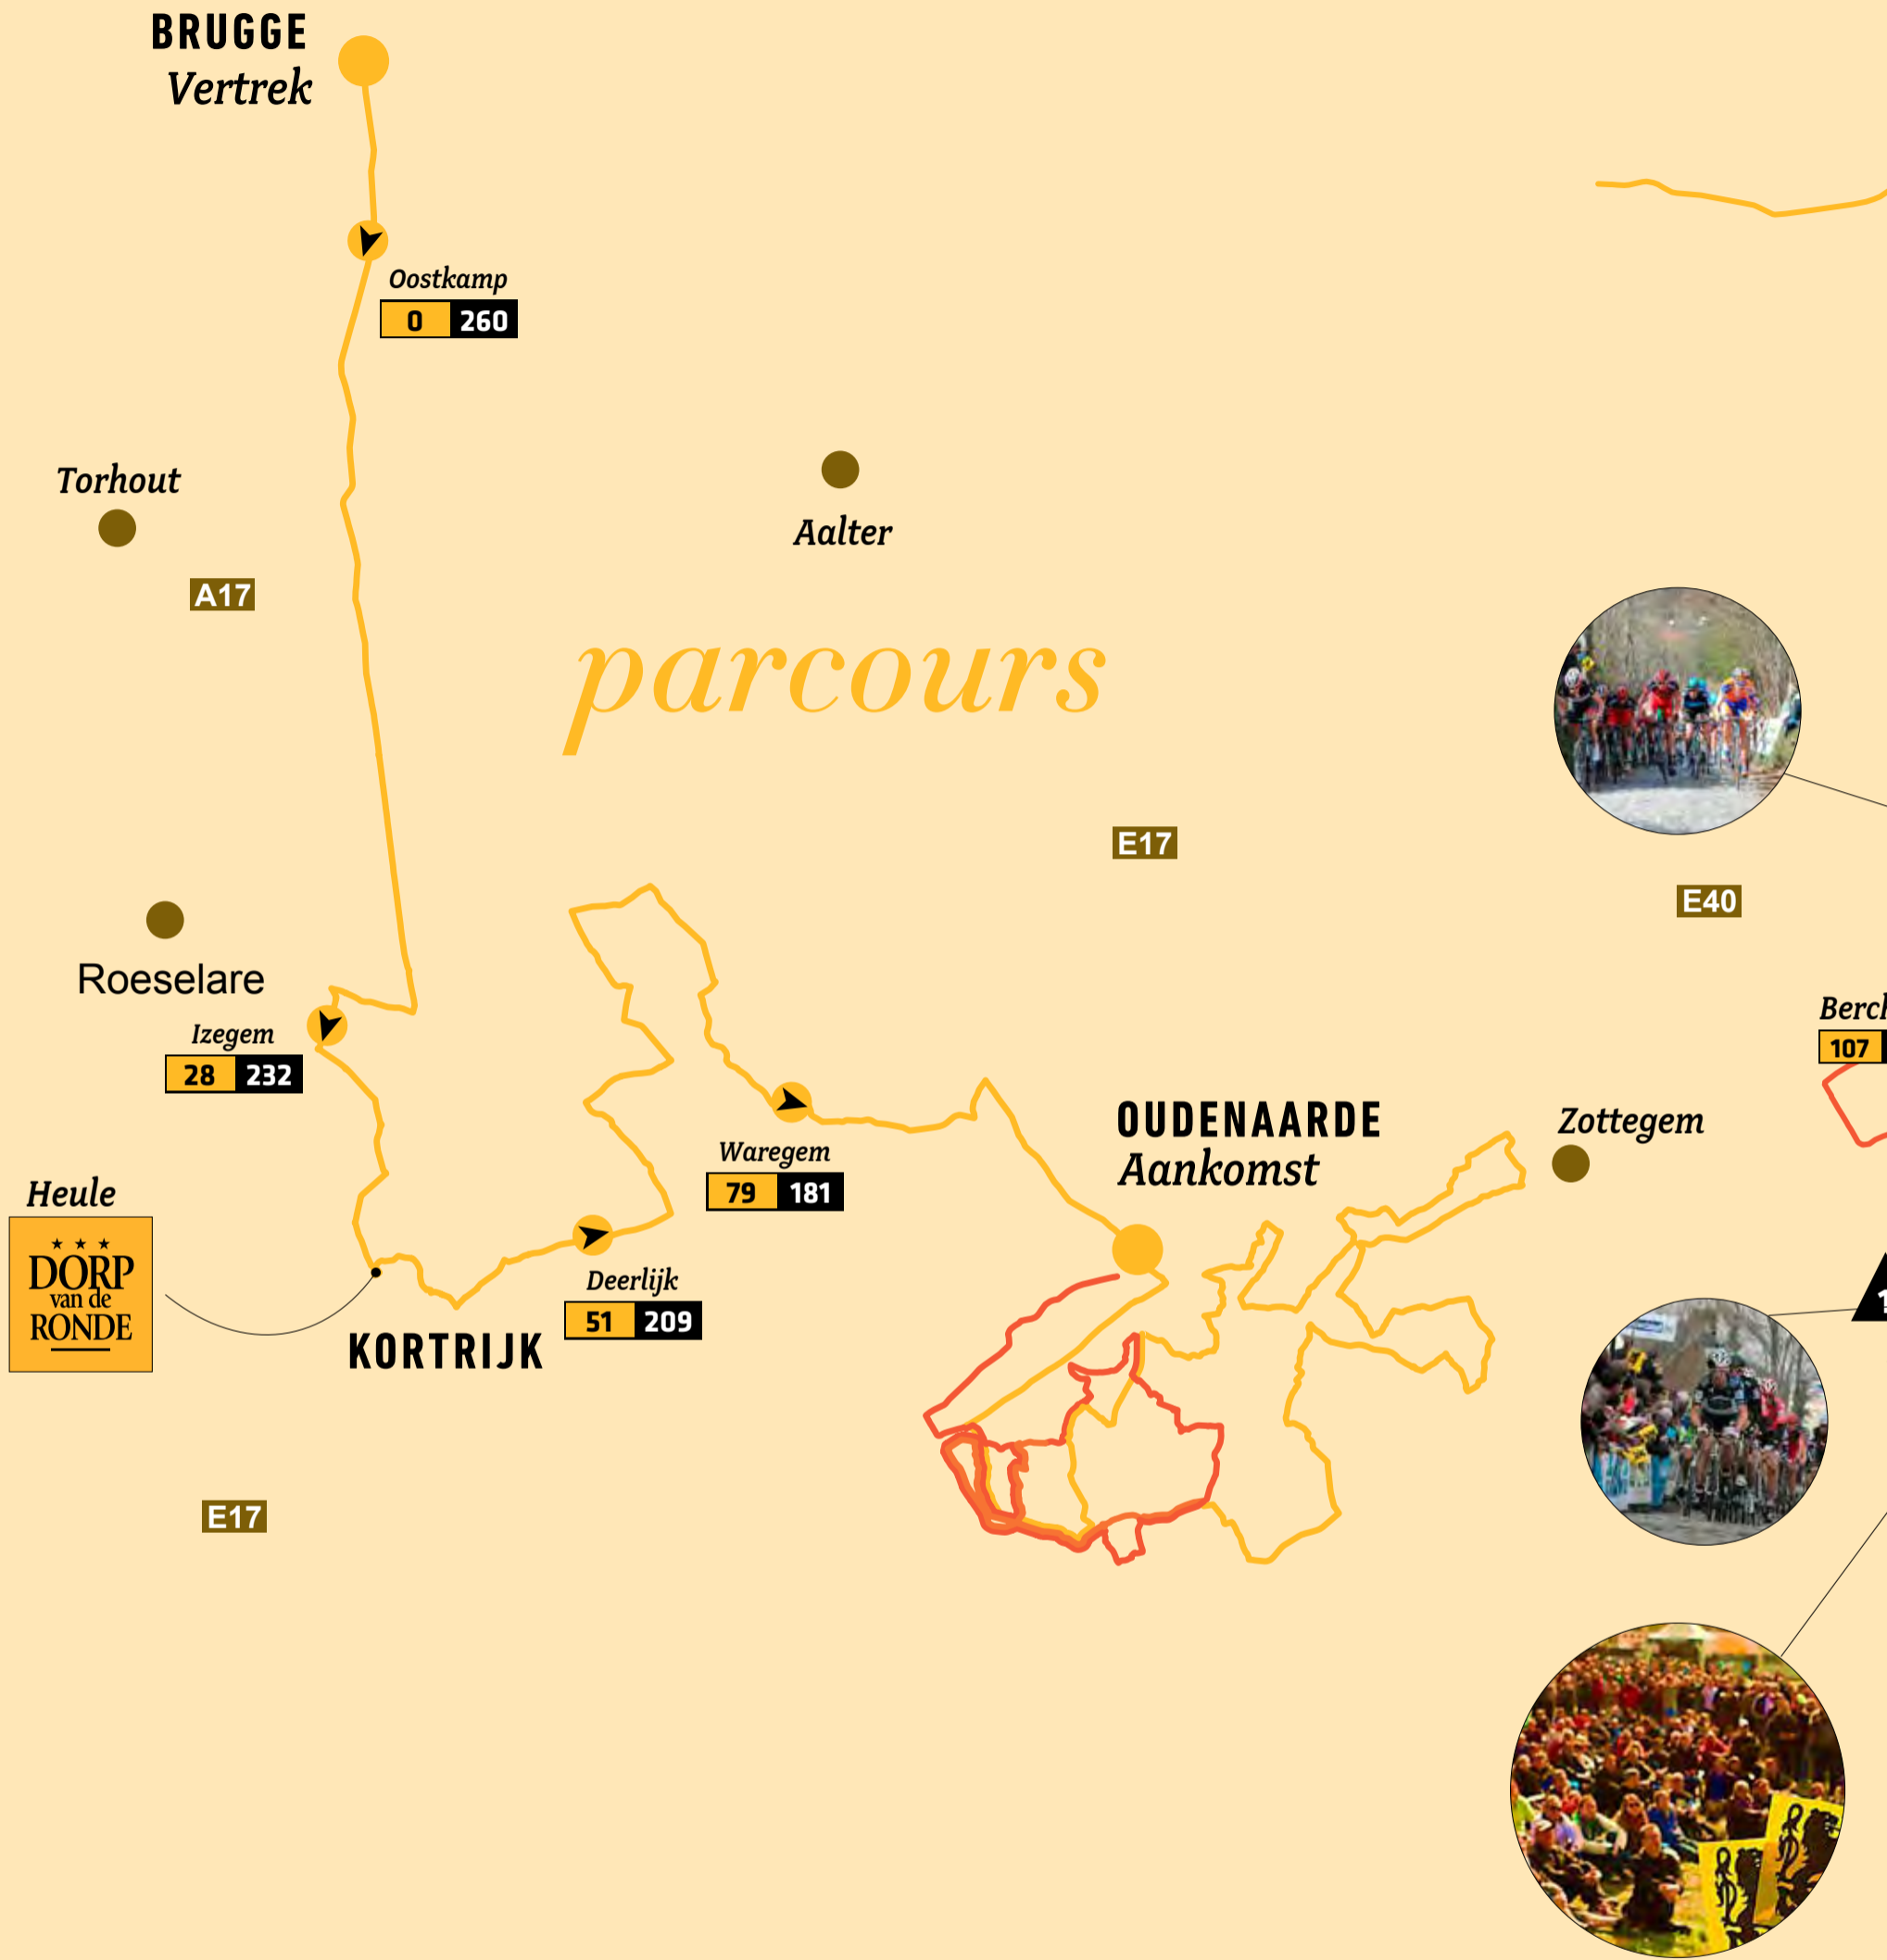 BRUGGE
Vertrek
Oostkamp
0 260
Torhout
Aalter
A17
parcours
E17
E40
Roeselare
Izegem
28 232
107
OUDENAARDE
Aankomst
Zottegem
Waregem
79 181
Heule
DORP
van de
RONDE
Deerlijk
51 209
KORTRIJK
E17